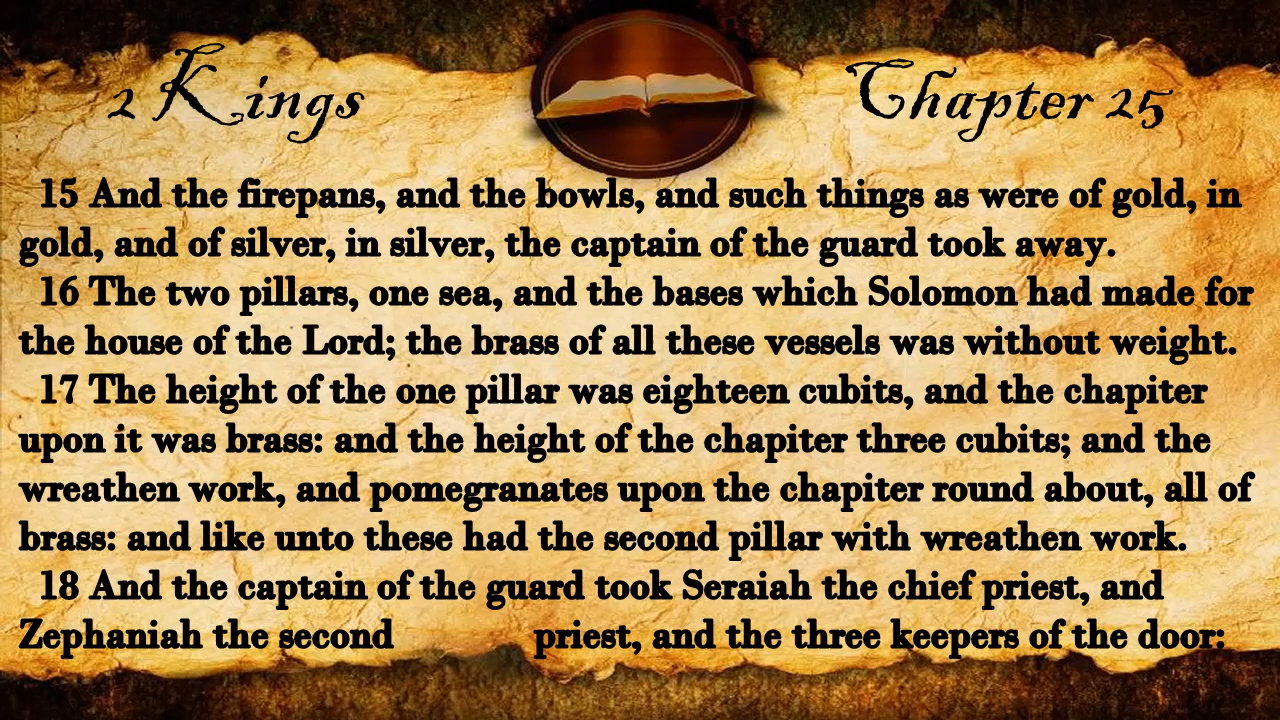 2 Kings
Chapter 25
15 And the firepans, and the bowls, and such things as were of gold, in
gold, and of silver, in silver, the captain of the guard took away.
16 The two pillars, one sea, and the bases which Solomon had made for
the house of the Lord; the brass of all these vessels was without weight.
17 The height of the one pillar was eighteen cubits, and the chapiter
upon it was brass: and the height of the chapiter three cubits; and the
wreathen work, and pomegranates upon the chapiter round about, all of
brass: and like unto these had the second pillar with wreathen work.
18 And the captain of the guard took Seraiah the chief priest, and
Zephaniah the second priest, and the three keepers of the door: